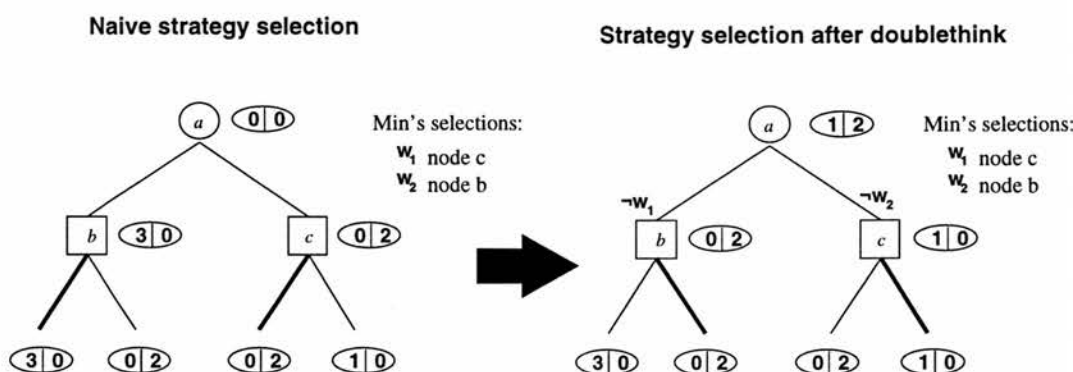 Naive strategy selection
a 0 0
Min's selections:
w1 node c
w2 node b
b 3 0
c 0 2
3 0
0 2
0 2
1 0
Strategy selection after doublethink
a 1 2
Min's selections:
w1 node c
w2 node b
¬w1
¬w2
b 0 2
c 1 0
3 0
0 2
0 2
1 0